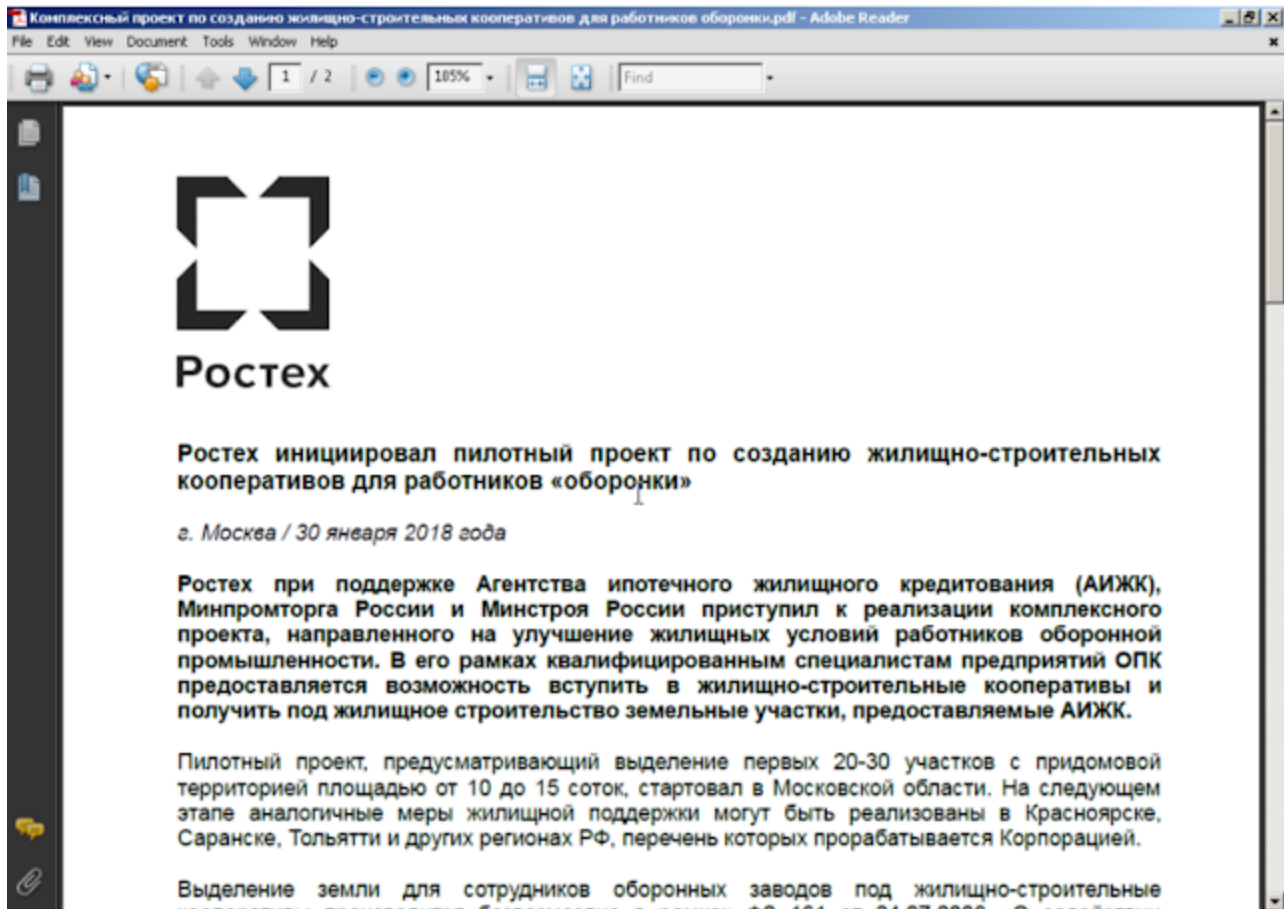 Комплексный проект по созданию жилищно-строительных кооперативов для работников оборонки.pdf - Adobe Reader
File Edit View Document Tools Window Help
1 / 2 105% Find
Ростех
Ростех инициировал пилотный проект по созданию жилищно-строительных
кооперативов для работников «оборонки»
г. Москва / 30 января 2018 года
Ростех при поддержке Агентства ипотечного жилищного кредитования (АИЖК),
Минпромторга России и Минстроя России приступил к реализации комплексного
проекта, направленного на улучшение жилищных условий работников оборонной
промышленности. В его рамках квалифицированным специалистам предприятий ОПК
предоставляется возможность вступить в жилищно-строительные кооперативы и
получить под жилищное строительство земельные участки, предоставляемые АИЖК.
Пилотный проект, предусматривающий выделение первых 20-30 участков с придомовой
территорией площадью от 10 до 15 соток, стартовал в Московской области. На следующем
этапе аналогичные меры жилищной поддержки могут быть реализованы в Красноярске,
Саранске, Тольятти и других регионах РФ, перечень которых прорабатывается Корпорацией.
Выделение земли для сотрудников оборонных заводов под жилищно-строительные